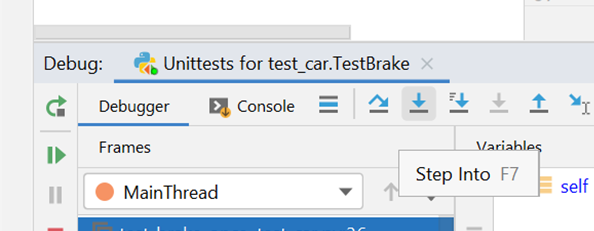 Debug: Unittests for test_car.TestBrake
Debugger Console
Frames Variables
Step Into F7
MainThread
self